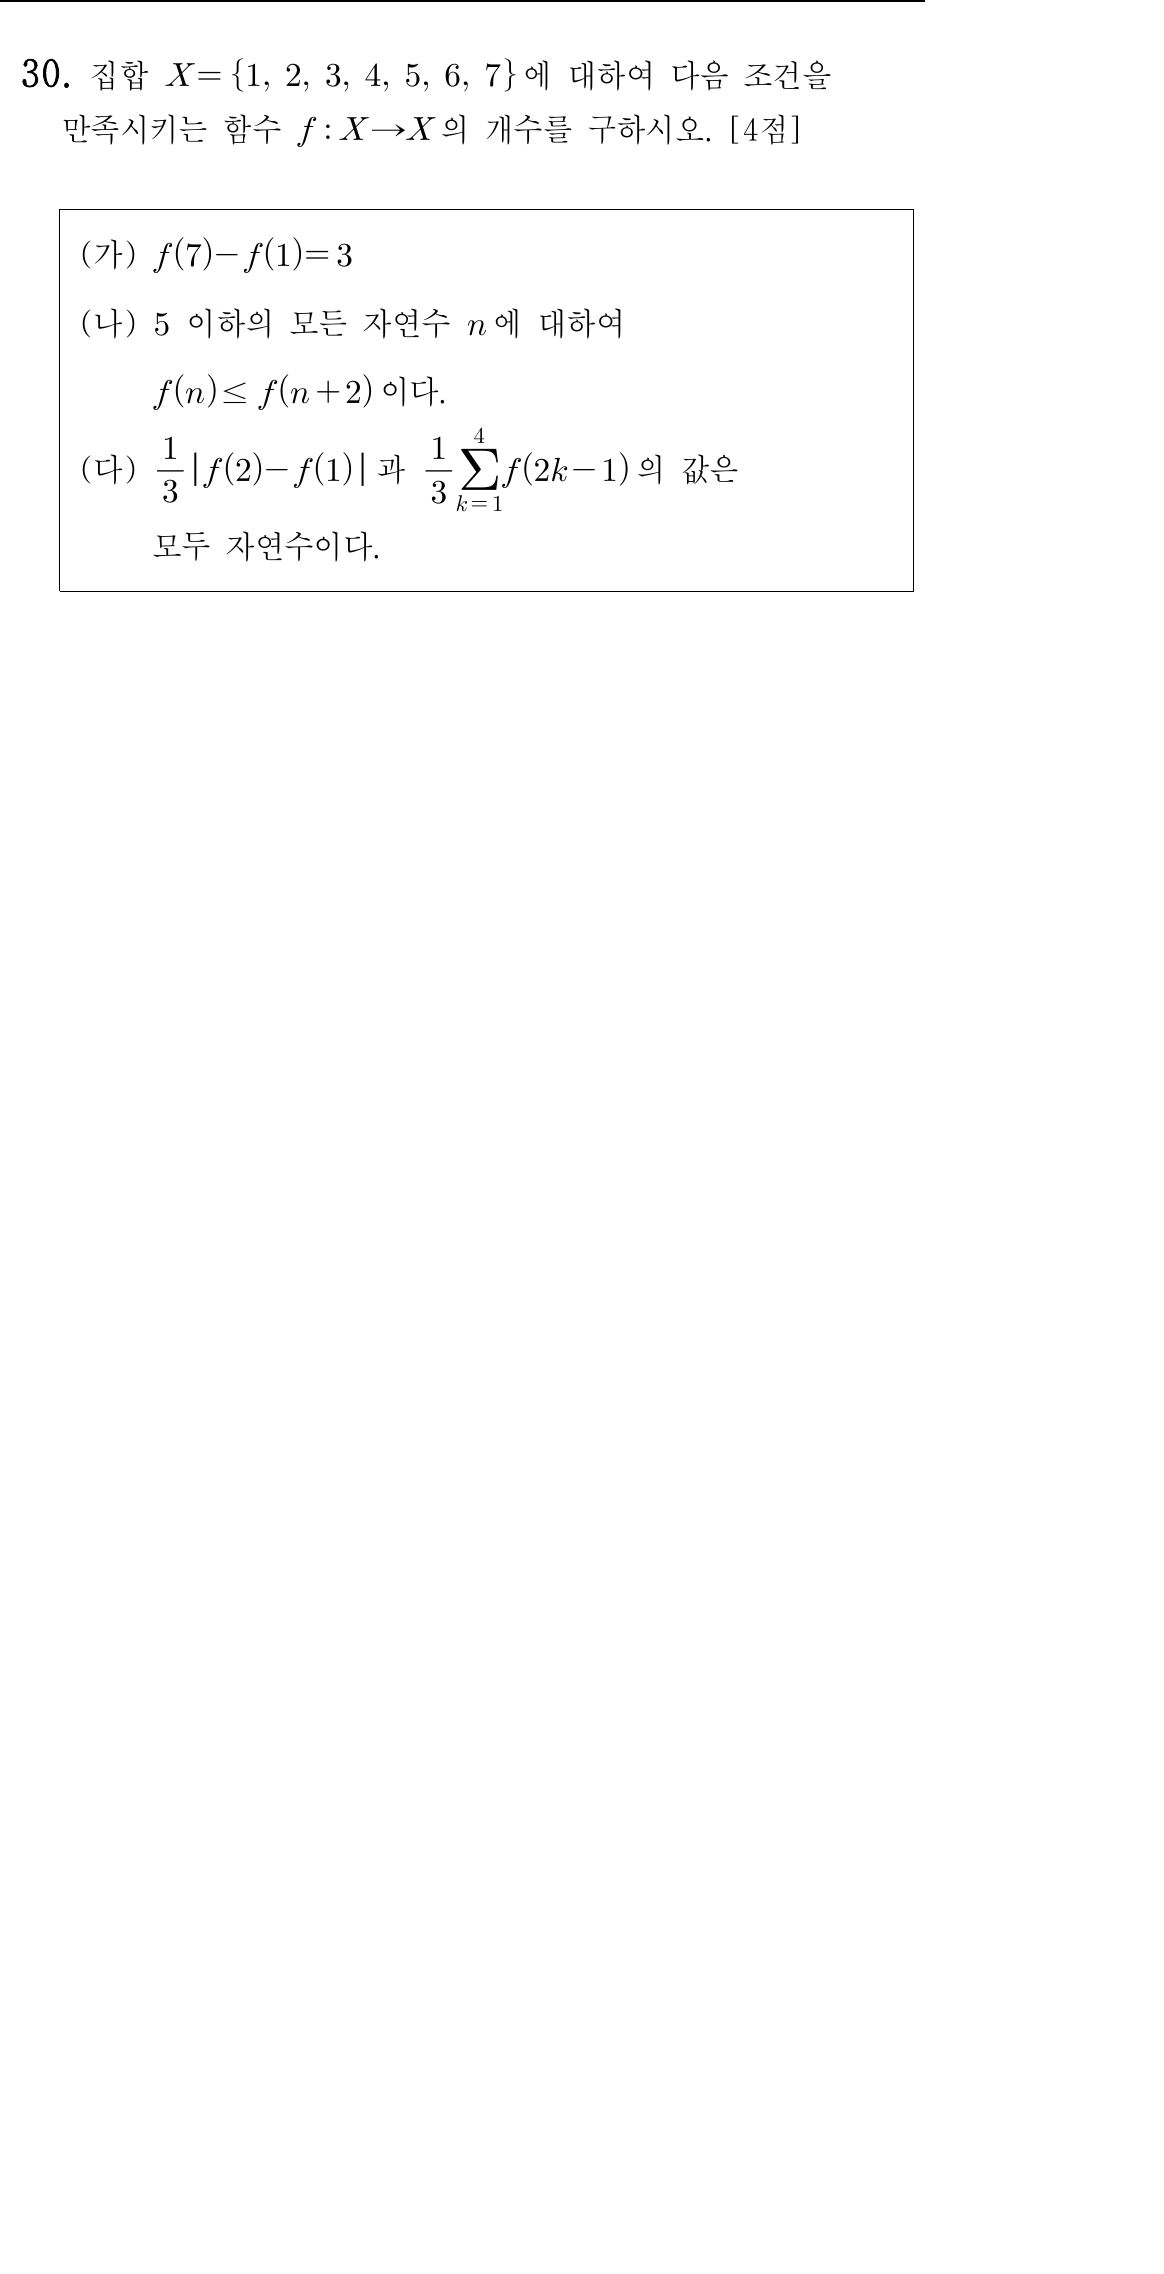 30. 집합 X={1, 2, 3, 4, 5, 6, 7}에 대하여 다음 조건을
만족시키는 함수 f : X→X의 개수를 구하시오. [4점]
(가) f(7)−f(1)=3
(나) 5 이하의 모든 자연수 n에 대하여
f(n)≤f(n+2)이다.
(다) \frac{1}{3}|f(2)−f(1)|과 \frac{1}{3}\sum_{k=1}^{4}f(2k−1)의 값은
모두 자연수이다.